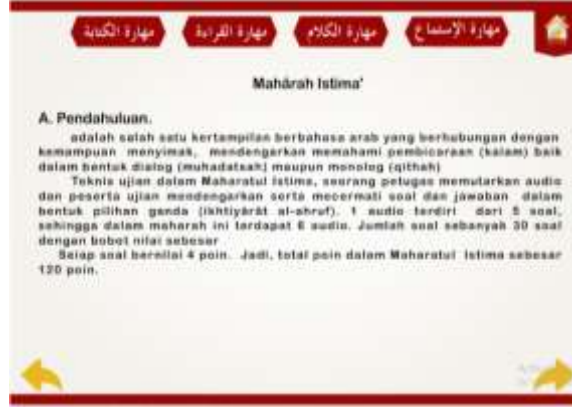 مهارة الكتابة مهارة القراءة مهارة الكلام مهارة الإستماع
Mahárah Istima'
A. Pendahuluan.
adalah salah satu kertampilan berbahasa arab yang berhubungan dengan
kemampuan menyimak, mendengarkan memahami pembicaraan (kalam) baik
dalam bentuk dialog (muhadatsah) maupun monolog (qithah)
Teknis ujian dalam Maharatul Istima, seorang petugas memutarkan audio
dan peserta ujian mendengarkan serta mecermati soal dan jawaban dalam
bentuk pilihan ganda (ikhtiyârât al-ahruf). 1 audio terdiri dari 5 soal,
sehingga dalam maharah ini terdapat 6 audio. Jumlah soal sebanyak 30 soal
dengan bobot nilai sebesar
Seiap soal bernilai 4 poin. Jadi, total poin dalam Maharatul Istima sebesar
120 poin.